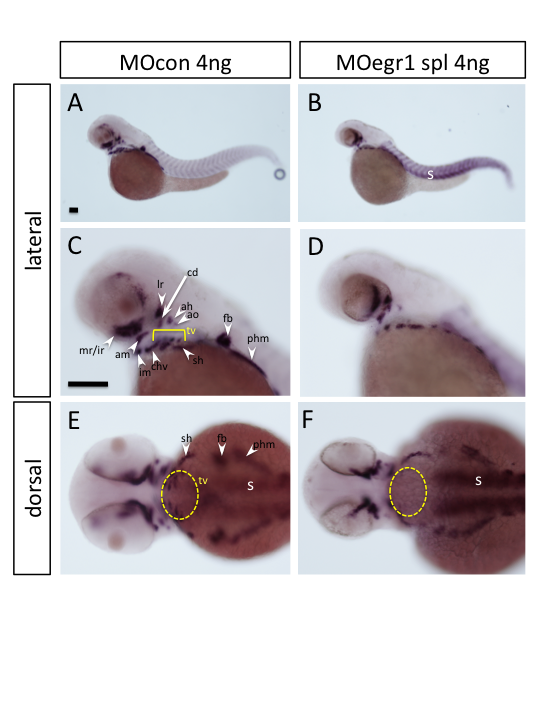 MOcon 4ng
MOegr1 spl 4ng
lateral
A
B
s
C
lr
cd
ah
ao
tv
fb
phm
mr/ir
am
im
chv
sh
D
dorsal
E
sh
fb
phm
tv
s
F
s